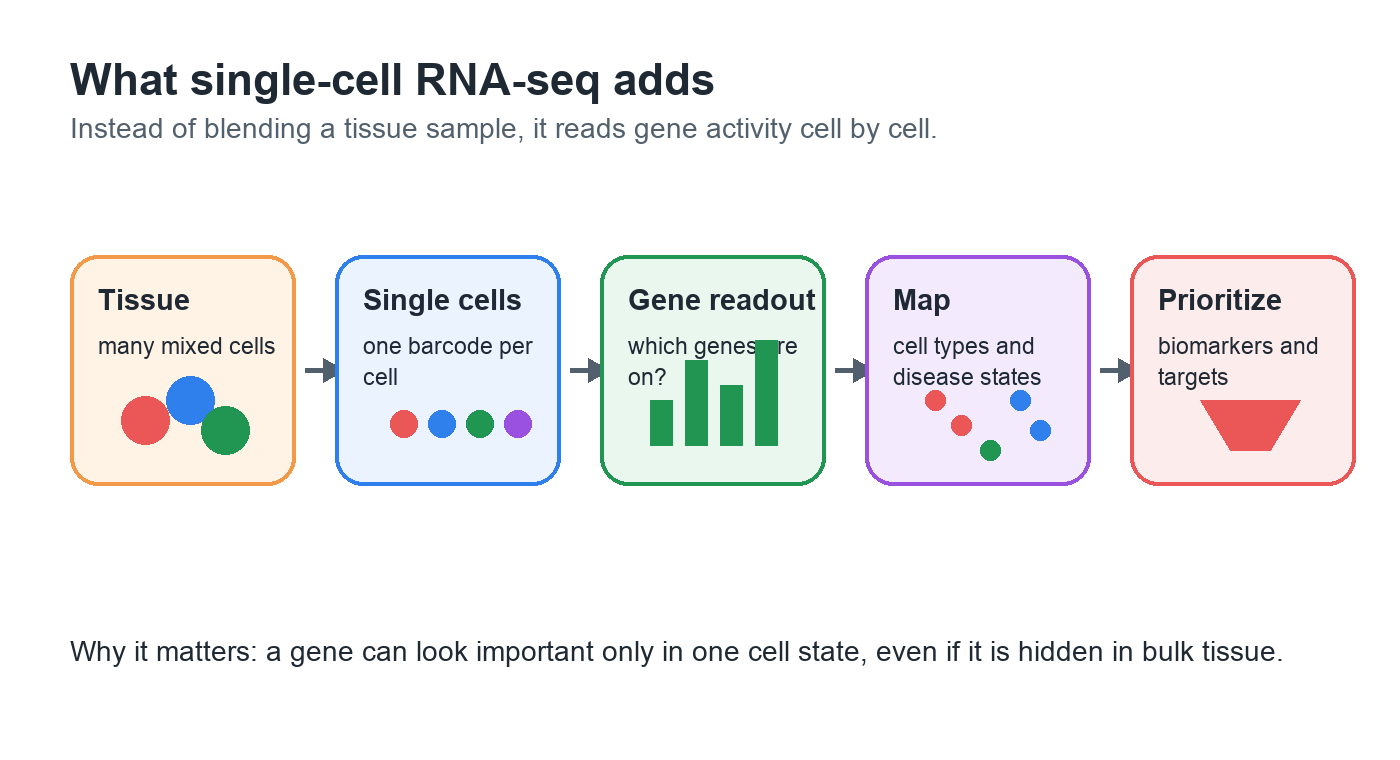 What single-cell RNA-seq adds
Instead of blending a tissue sample, it reads gene activity cell by cell.
Tissue
many mixed cells
Single cells
one barcode per
cell
Gene readout
which genes are
on?
Map
cell types and
disease states
Prioritize
biomarkers and
targets
Why it matters: a gene can look important only in one cell state, even if it is hidden in bulk tissue.